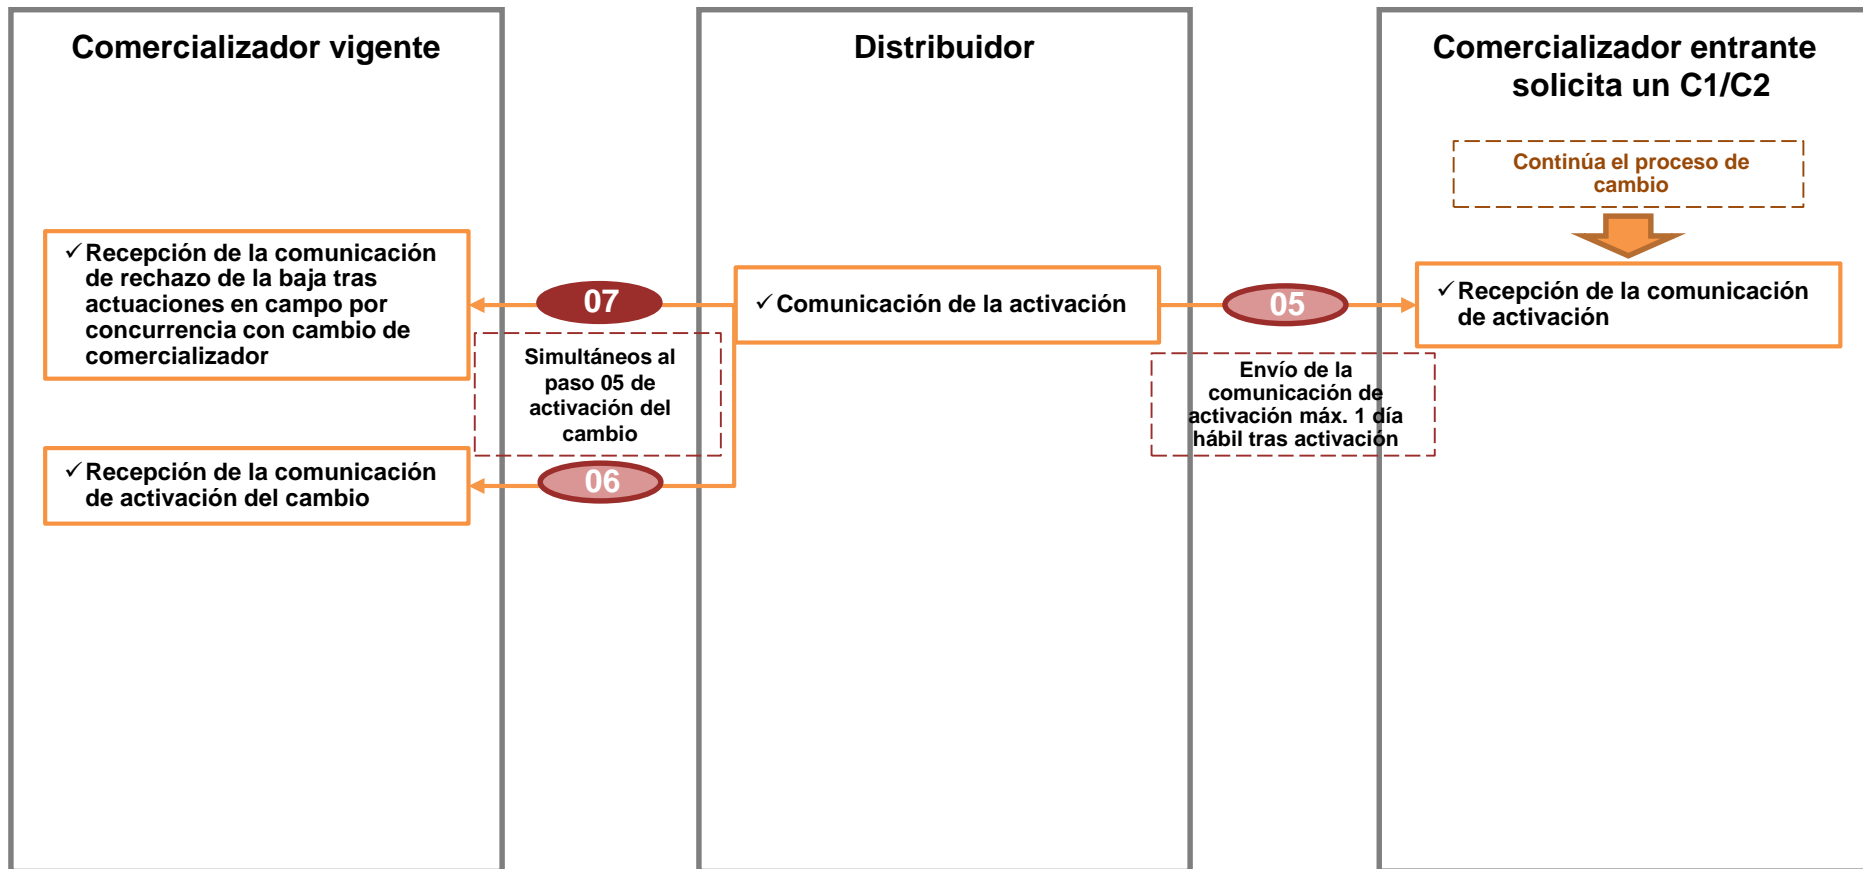 Comercializador vigente
Distribuidor
Comercializador entrante
solicita un C1/C2
Continúa el proceso de
cambio
✓Recepción de la comunicación
de rechazo de la baja tras
actuaciones en campo por
concurrencia con cambio de
comercializador
07
✓Comunicación de la activación
05
✓Recepción de la comunicación
de activación
Simultáneos al
paso 05 de
activación del
cambio
Envío de la
comunicación de
activación máx. 1 día
hábil tras activación
✓Recepción de la comunicación
de activación del cambio
06